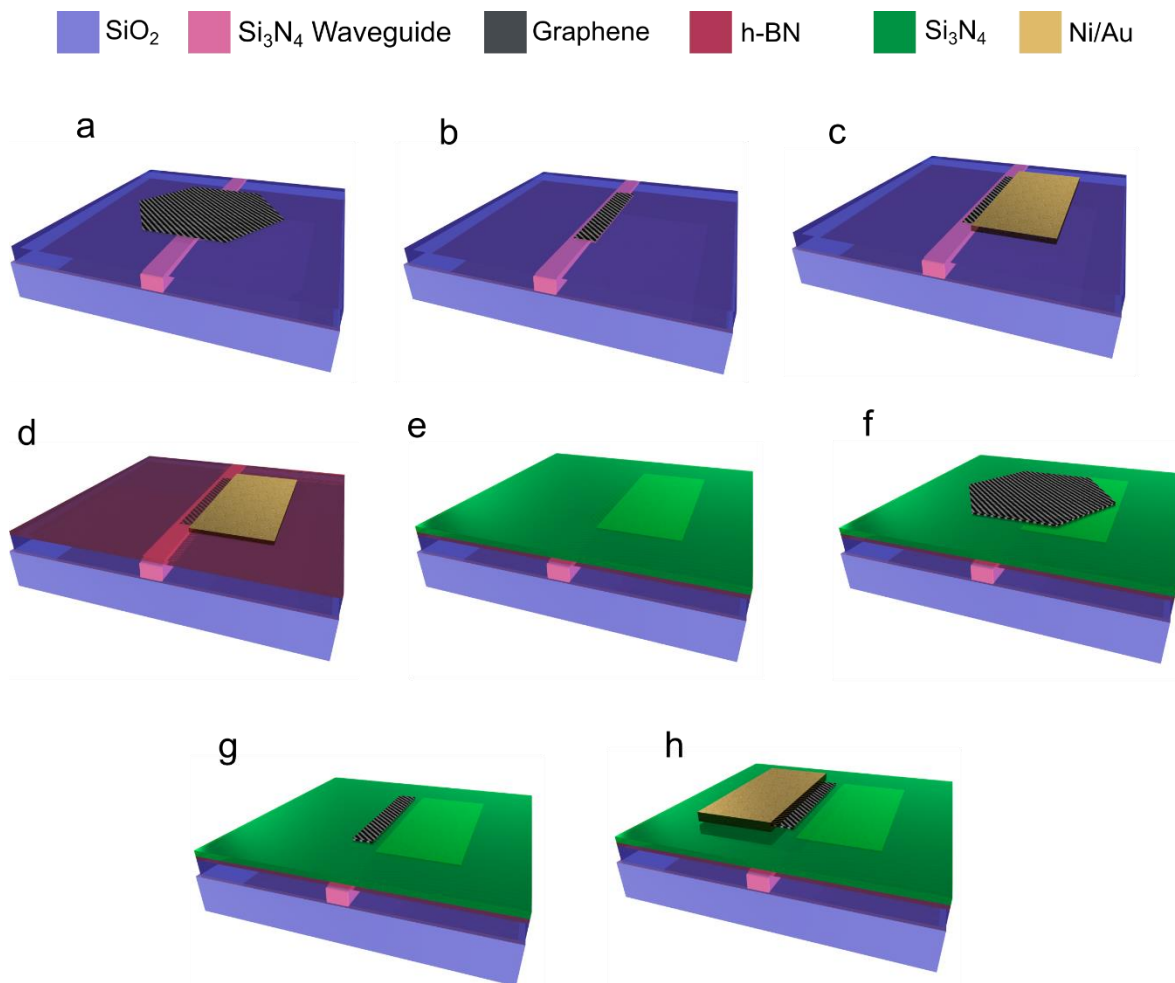 SiO₂ Si₃N₄ Waveguide Graphene h-BN Si₃N₄ Ni/Au
a b c
d e f
g h